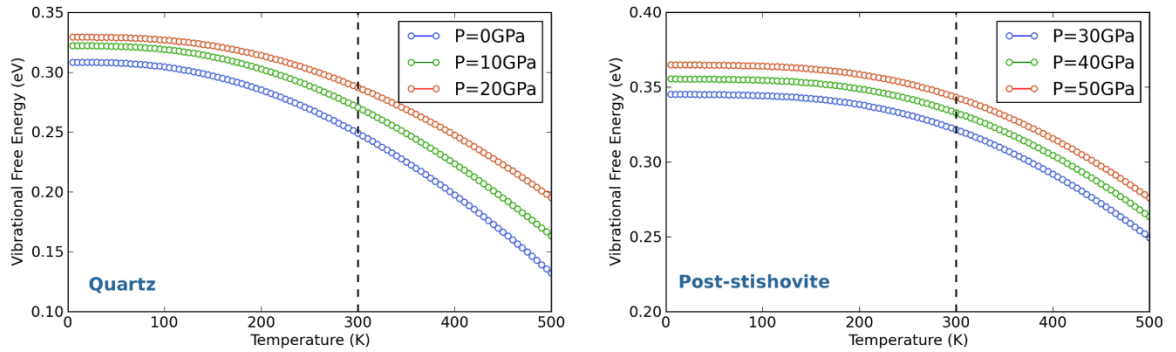 0.35
0.30
0.25
0.20
0.15
0.10
Vibrational Free Energy (eV)
P=0GPa
P=10GPa
P=20GPa
Quartz
0
100
200
300
400
500
Temperature (K)
0.40
0.35
0.30
0.25
0.20
Vibrational Free Energy (eV)
P=30GPa
P=40GPa
P=50GPa
Post-stishovite
0
100
200
300
400
500
Temperature (K)